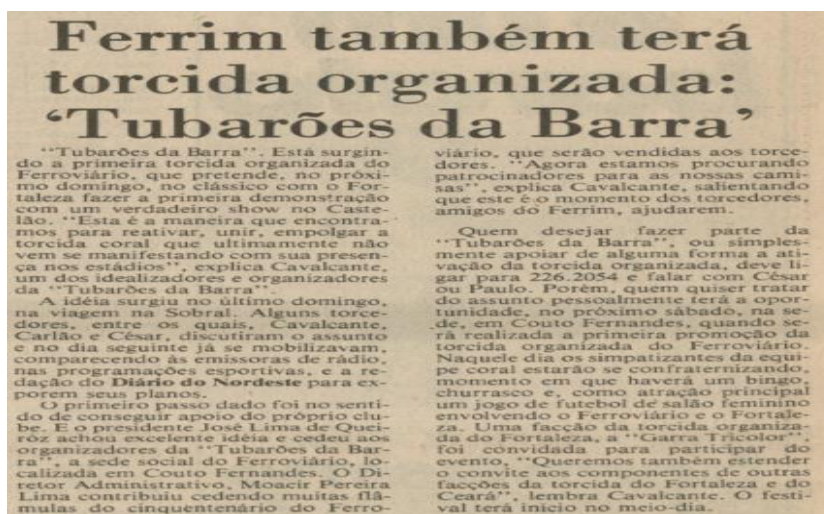 Ferrim também terá
torcida organizada:
‘Tubarões da Barra’
“Tubarões da Barra”. Está surgin-
do a primeira torcida organizada do
Ferroviário, que pretende, no próxi-
mo domingo, no clássico com o For-
taleza fazer a primeira demonstração
com um verdadeiro show no Caste-
lão. “Esta é a maneira que encontra-
mos para reativar, unir, empolgar a
torcida coral que ultimamente não
vem se manifestando com sua presen-
ça nos estádios”, explica Cavalcante,
um dos idealizadores e organizadores
da “Tubarões da Barra”.
A idéia surgiu no último domingo,
na viagem na Sobral. Alguns torce-
dores, entre os quais, Cavalcante,
Carlão e César, discutiram o assunto
e no dia seguinte já se mobilizavam,
comparecendo às emissoras de rádio,
nas programações esportivas, e a re-
dação do Diário do Nordeste para ex-
porem seus planos.
O primeiro passo dado foi no senti-
do de conseguir apoio do próprio clu-
be. E o presidente José Lima de Quei-
róz achou excelente idéia e cedeu aos
organizadores da “Tubarões da Bar-
ra”, a sede social do Ferroviário, lo-
calizada em Couto Fernandes. O Di-
retor Administrativo, Moacir Pereira
Lima contribuiu cedendo muitas flâ-
mulas do cinquentenário do Ferro-
viário, que serão vendidas aos torce-
dores. “Agora estamos procurando
patrocinadores para as nossas cami-
sas”, explica Cavalcante, salientando
que este é o momento dos torcedores,
amigos do Ferrim, ajudarem.
Quem desejar fazer parte da
“Tubarões da Barra”, ou simples-
mente apoiar de alguma forma a ati-
vação da torcida organizada, deve li-
gar para 226.2054 e falar com César
ou Paulo. Porém, quem quiser tratar
do assunto pessoalmente terá a opor-
tunidade, no próximo sábado, na se-
de, em Couto Fernandes, quando se-
rá realizada a primeira promoção da
torcida organizada do Ferroviário.
Naquele dia os simpatizantes da equi-
pe coral estarão se confraternizando,
momento em que haverá um bingo,
churrasco e, como atração principal
um jogo de futebol de salão feminino
envolvendo o Ferroviário e o Fortale-
za. Uma facção da torcida organiza-
da do Fortaleza, a “Garra Tricolor”,
foi convidada para participar do
evento, “Queremos também estender
o convite aos componentes de outras
facções da torcida do Fortaleza e do
Ceará”, lembra Cavalcante. O festi-
val terá inicio no meio-dia.